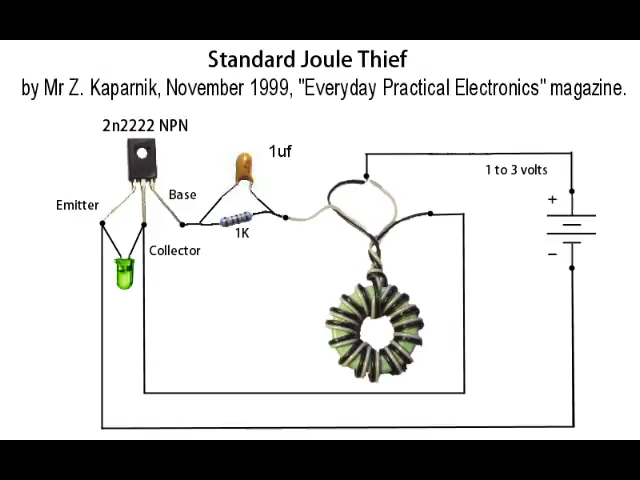 Standard Joule Thief
by Mr Z. Kaparnik, November 1999, "Everyday Practical Electronics" magazine.
2n2222 NPN
1uf
1 to 3 volts
Base
Emitter
+
1K
Collector
−